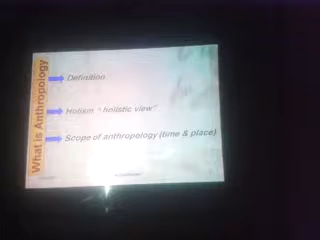 What is Anthropology
Definition
Holism " holistic view"
Scope of anthropology (time & place)